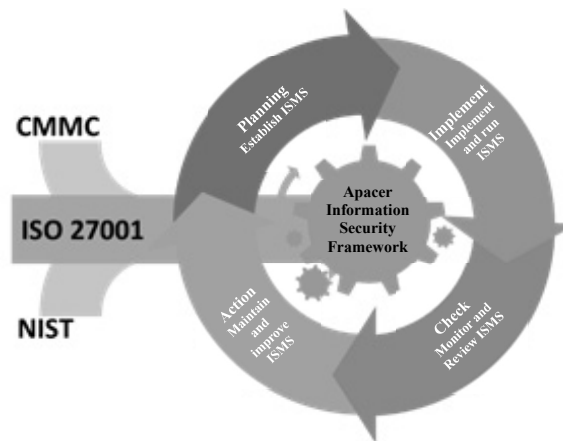 CMMC
ISO 27001
NIST
Planning
Establish ISMS
Implement
Implement
and run
ISMS
Apacer
Information
Security
Framework
Check
Monitor and
Review ISMS
Action
Maintain
and
improve
ISMS